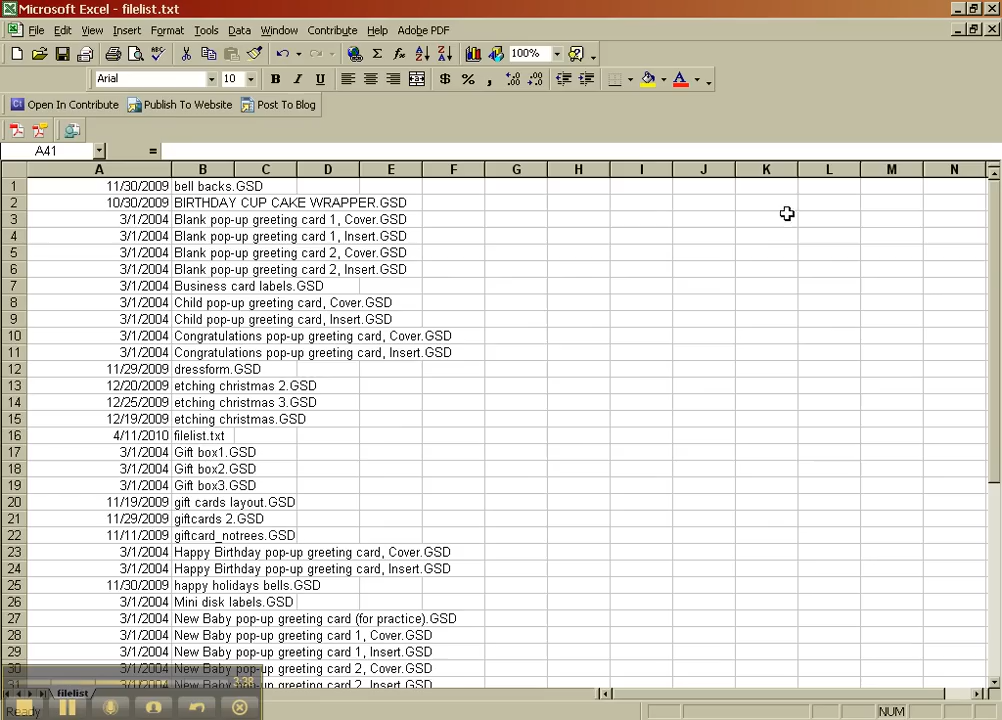 Microsoft Excel - filelist.txt
File Edit View Insert Format Tools Data Window Contribute Help Adobe PDF
100%
Arial 10 B I U $ % ,
Open In Contribute Publish To Website Post To Blog
A41 =
A B C D E F G H I J K L M N
1 11/30/2009 bell backs.GSD
2 10/30/2009 BIRTHDAY CUP CAKE WRAPPER.GSD
3 3/1/2004 Blank pop-up greeting card 1, Cover.GSD
4 3/1/2004 Blank pop-up greeting card 1, Insert.GSD
5 3/1/2004 Blank pop-up greeting card 2, Cover.GSD
6 3/1/2004 Blank pop-up greeting card 2, Insert.GSD
7 3/1/2004 Business card labels.GSD
8 3/1/2004 Child pop-up greeting card, Cover.GSD
9 3/1/2004 Child pop-up greeting card, Insert.GSD
10 3/1/2004 Congratulations pop-up greeting card, Cover.GSD
11 3/1/2004 Congratulations pop-up greeting card, Insert.GSD
12 11/29/2009 dressform.GSD
13 12/20/2009 etching christmas 2.GSD
14 12/25/2009 etching christmas 3.GSD
15 12/19/2009 etching christmas.GSD
16 4/11/2010 filelist.txt
17 3/1/2004 Gift box1.GSD
18 3/1/2004 Gift box2.GSD
19 3/1/2004 Gift box3.GSD
20 11/19/2009 gift cards layout.GSD
21 11/29/2009 giftcards 2.GSD
22 11/11/2009 giftcard_notrees.GSD
23 3/1/2004 Happy Birthday pop-up greeting card, Cover.GSD
24 3/1/2004 Happy Birthday pop-up greeting card, Insert.GSD
25 11/30/2009 happy holidays bells.GSD
26 3/1/2004 Mini disk labels.GSD
27 3/1/2004 New Baby pop-up greeting card (for practice).GSD
28 3/1/2004 New Baby pop-up greeting card 1, Cover.GSD
29 3/1/2004 New Baby pop-up greeting card 1, Insert.GSD
30 3/1/2004 New Baby pop-up greeting card 2, Cover.GSD
31 3/1/2004 New Baby pop-up greeting card 2, Insert.GSD
3:38
filelist
Ready NUM